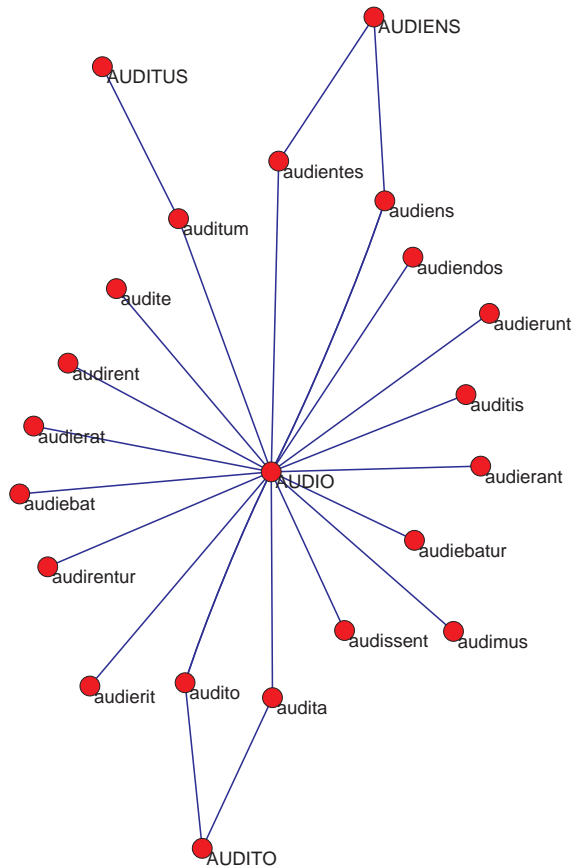 AUDIENS
AUDITUS
audientes
audiens
auditum
audiendos
audite
audierunt
audirent
auditis
audierat
audierant
AUDIO
audiebat
audiebatur
audirentur
audissent
audimus
audito
audierit
audita
AUDITO